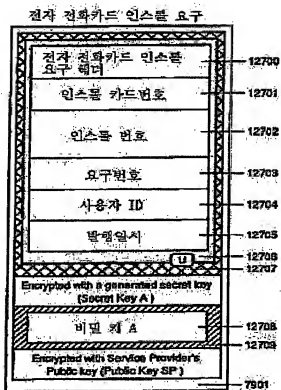 전자 전화카드 인스톨 요구
전자 전화카드 인스톨
요구 헤더
12700
인스톨 카드번호
12701
인스톨 번호
12702
요구번호
12703
사용자 ID
12704
발행일시
12705
U
12706
12707
Encrypted with a generated secret key
(Secret Key A)
비밀 키 A
12708
12709
Encrypted with Service Provider's
Public key (Public Key SP)
7901